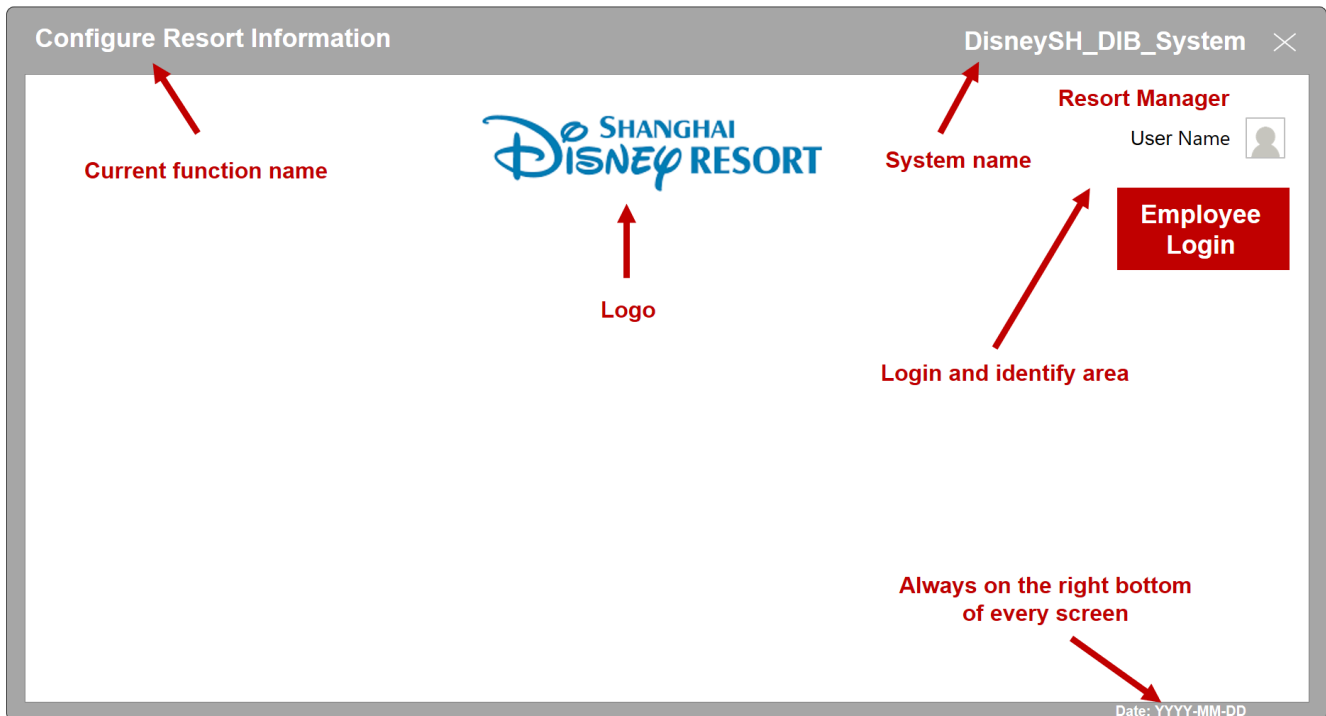 Configure Resort Information
DisneySH_DIB_System
Resort Manager
SHANGHAI
DISNEY RESORT
User Name
Current function name
System name
Employee
Login
Logo
Login and identify area
Always on the right bottom
of every screen
Date: YYYY-MM-DD